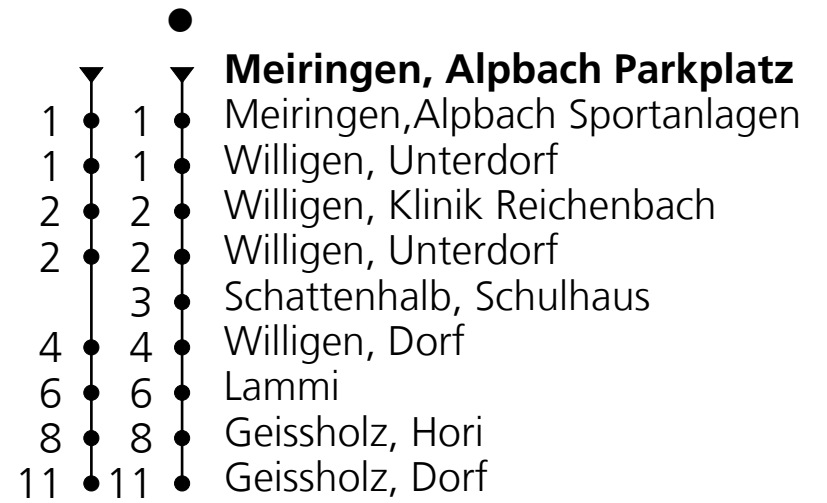 ●
Meiringen, Alpbach Parkplatz
1 1 Meiringen,Alpbach Sportanlagen
1 1 Willigen, Unterdorf
2 2 Willigen, Klinik Reichenbach
2 2 Willigen, Unterdorf
3 Schattenhalb, Schulhaus
4 4 Willigen, Dorf
6 6 Lammi
8 8 Geissholz, Hori
11 11 Geissholz, Dorf